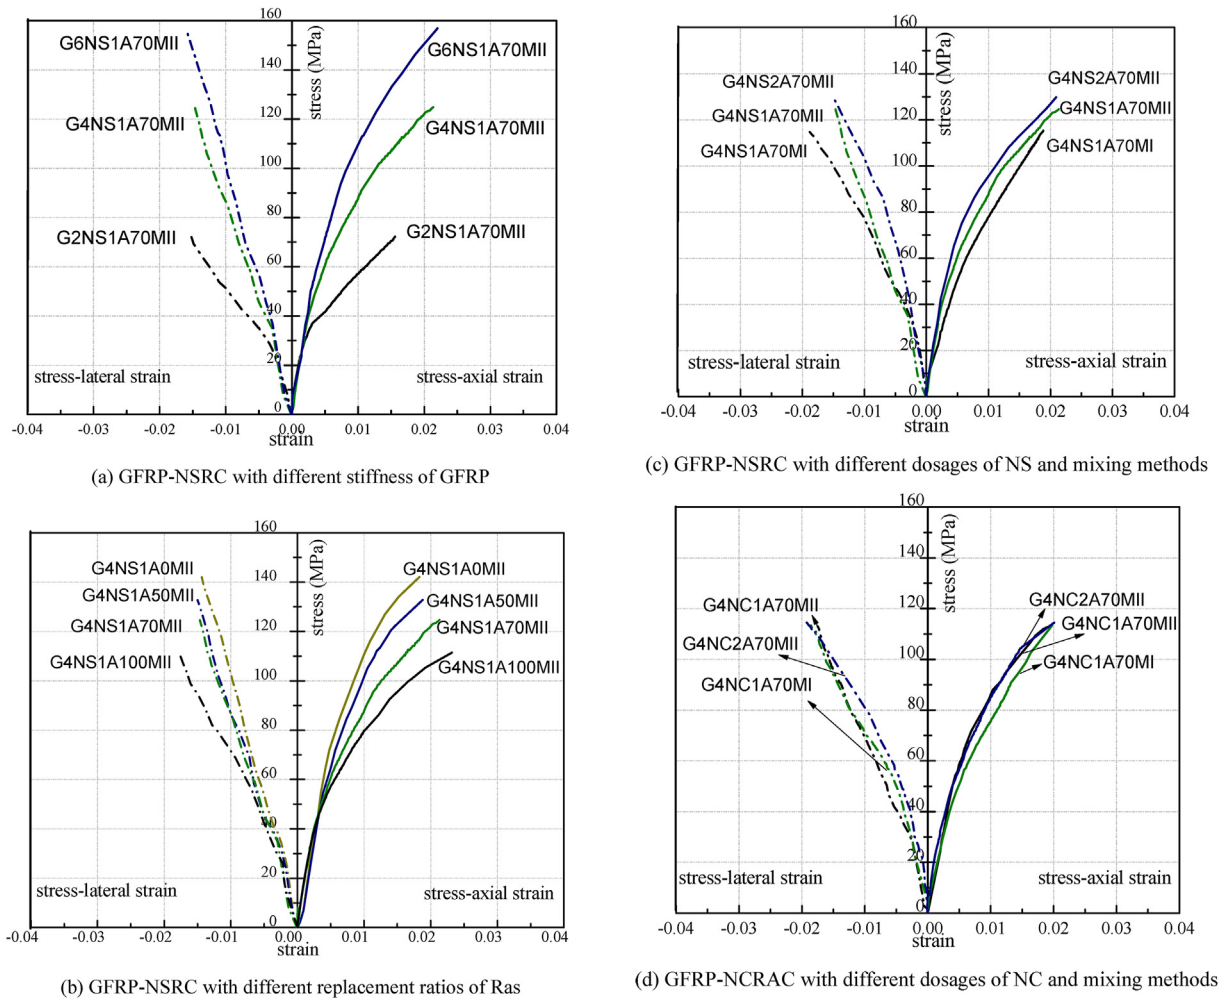 160
G6NS1A70MII
stress (MPa)
G6NS1A70MII
140
120
G4NS1A70MII
G4NS1A70MII
100
80
G2NS1A70MII
G2NS1A70MII
60
40
20
stress-lateral strain
stress-axial strain
0
-0.04 -0.03 -0.02 -0.01 0.00 0.01 0.02 0.03 0.04
strain
(a) GFRP-NSRC with different stiffness of GFRP
160
stress (MPa)
G4NS1A0MII
G4NS1A0MII
140
G4NS1A50MII
G4NS1A50MII
G4NS1A70MII
G4NS1A70MII
120
G4NS1A100MII
G4NS1A100MII
100
80
60
40
20
stress-lateral strain
stress-axial strain
0
-0.04 -0.03 -0.02 -0.01 0.00 0.01 0.02 0.03 0.04
strain
(b) GFRP-NSRC with different replacement ratios of Ras
160
stress (MPa)
140
G4NS2A70MII
G4NS2A70MII
120
G4NS1A70MII
G4NS1A70MII
G4NS1A70MI
G4NS1A70MI
100
80
60
40
20
stress-lateral strain
stress-axial strain
0
-0.04 -0.03 -0.02 -0.01 0.00 0.01 0.02 0.03 0.04
strain
(c) GFRP-NSRC with different dosages of NS and mixing methods
160
stress (MPa)
140
120
G4NC1A70MII
G4NC2A70MII
G4NC2A70MII
G4NC1A70MII
G4NC1A70MI
G4NC1A70MI
100
80
60
40
20
stress-lateral strain
stress-axial strain
0
-0.04 -0.03 -0.02 -0.01 0.00 0.01 0.02 0.03 0.04
strain
(d) GFRP-NCRAC with different dosages of NC and mixing methods